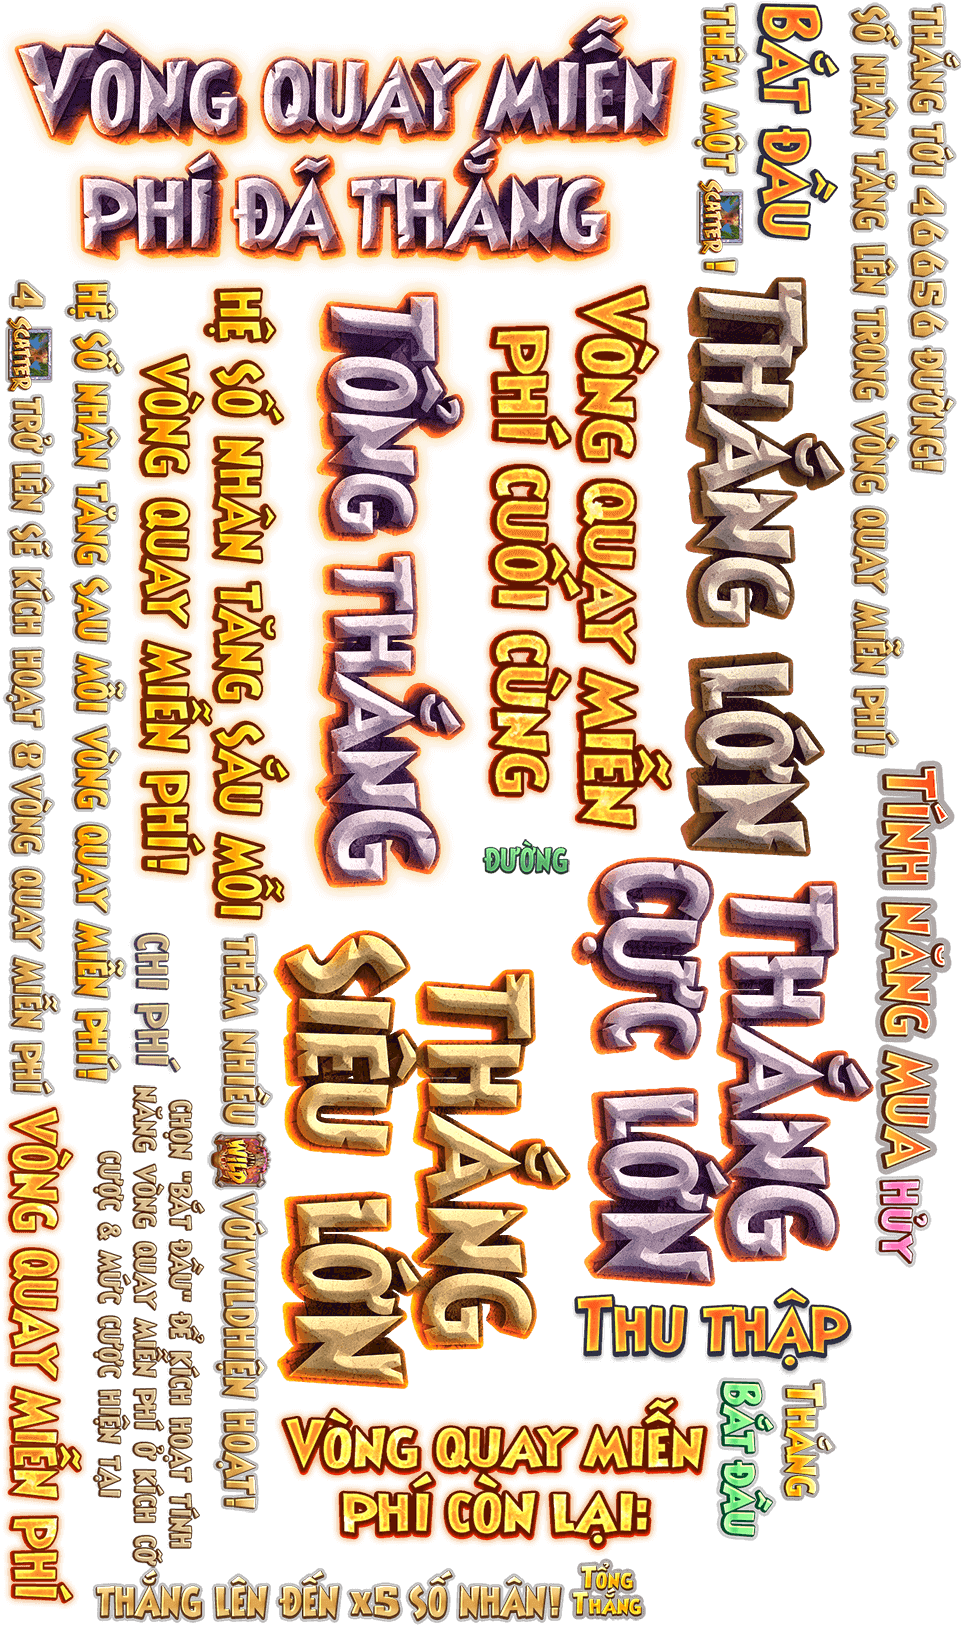 VÒNG QUAY MIỄN
PHÍ ĐÃ THẮNG
BẮT ĐẦU
THÊM MỘT SCATTER !
THẮNG TỚI 46656 ĐƯỜNG!
SỐ NHÂN TĂNG LÊN TRONG VÒNG QUAY MIỄN PHÍ!
THẮNG LỚN
VÒNG QUAY MIỄN
PHÍ CUỐI CÙNG
TỔNG THẮNG
HỆ SỐ NHÂN TĂNG SAU MỖI
VÒNG QUAY MIỄN PHÍ!
HỆ SỐ NHÂN TĂNG SAU MỖI VÒNG QUAY MIỄN PHÍ!
4 SCATTER TRỞ LÊN SẼ KÍCH HOẠT 8 VÒNG QUAY MIỄN PHÍ
ĐƯỜNG
TÍNH NĂNG MUA
HỦY
THẮNG
CỰC LỚN
THẮNG
SIÊU LỚN
THÊM NHIỀU WILD VỚIWILDHIỆN HOẠT!
CHI PHÍ
CHỌN "BẮT ĐẦU" ĐỂ KÍCH HOẠT TÍNH
NĂNG VÒNG QUAY MIỄN PHÍ Ở KÍCH CỠ
CƯỢC & MỨC CƯỢC HIỆN TẠI
VÒNG QUAY MIỄN PHÍ
THU THẬP
THẮNG
BẮT ĐẦU
VÒNG QUAY MIỄN
PHÍ CÒN LẠI:
THẮNG LÊN ĐẾN x5 SỐ NHÂN!
TỔNG
THẮNG